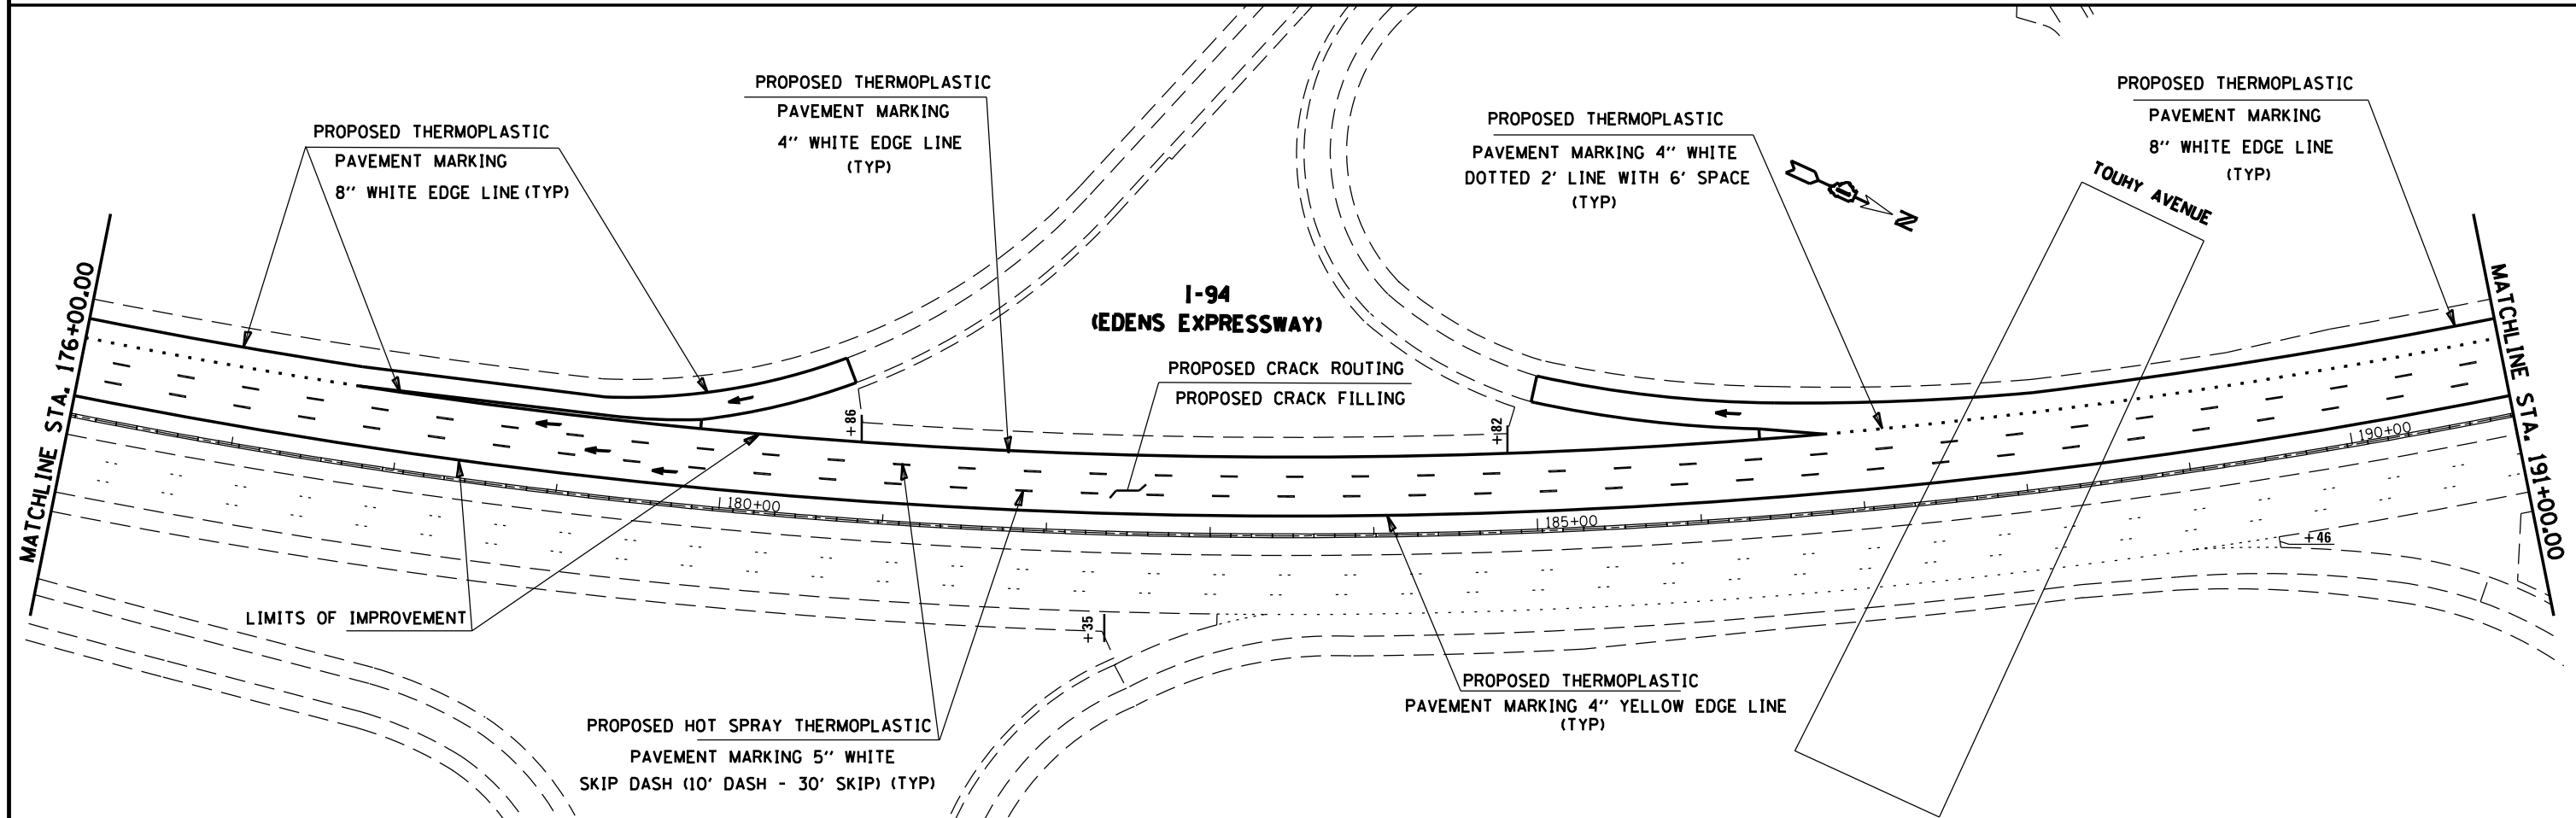 PROPOSED THERMOPLASTIC
PAVEMENT MARKING
8" WHITE EDGE LINE (TYP)
PROPOSED THERMOPLASTIC
PAVEMENT MARKING
4" WHITE EDGE LINE
(TYP)
PROPOSED THERMOPLASTIC
PAVEMENT MARKING 4" WHITE
DOTTED 2' LINE WITH 6' SPACE
(TYP)
PROPOSED THERMOPLASTIC
PAVEMENT MARKING
8" WHITE EDGE LINE
(TYP)
N
TOUHY AVENUE
I-94
(EDENS EXPRESSWAY)
PROPOSED CRACK ROUTING
PROPOSED CRACK FILLING
MATCHLINE STA. 176+00.00
MATCHLINE STA. 191+00.00
+86
+82
180+00
185+00
190+00
+46
+35
LIMITS OF IMPROVEMENT
PROPOSED HOT SPRAY THERMOPLASTIC
PAVEMENT MARKING 5" WHITE
SKIP DASH (10' DASH - 30' SKIP) (TYP)
PROPOSED THERMOPLASTIC
PAVEMENT MARKING 4" YELLOW EDGE LINE
(TYP)